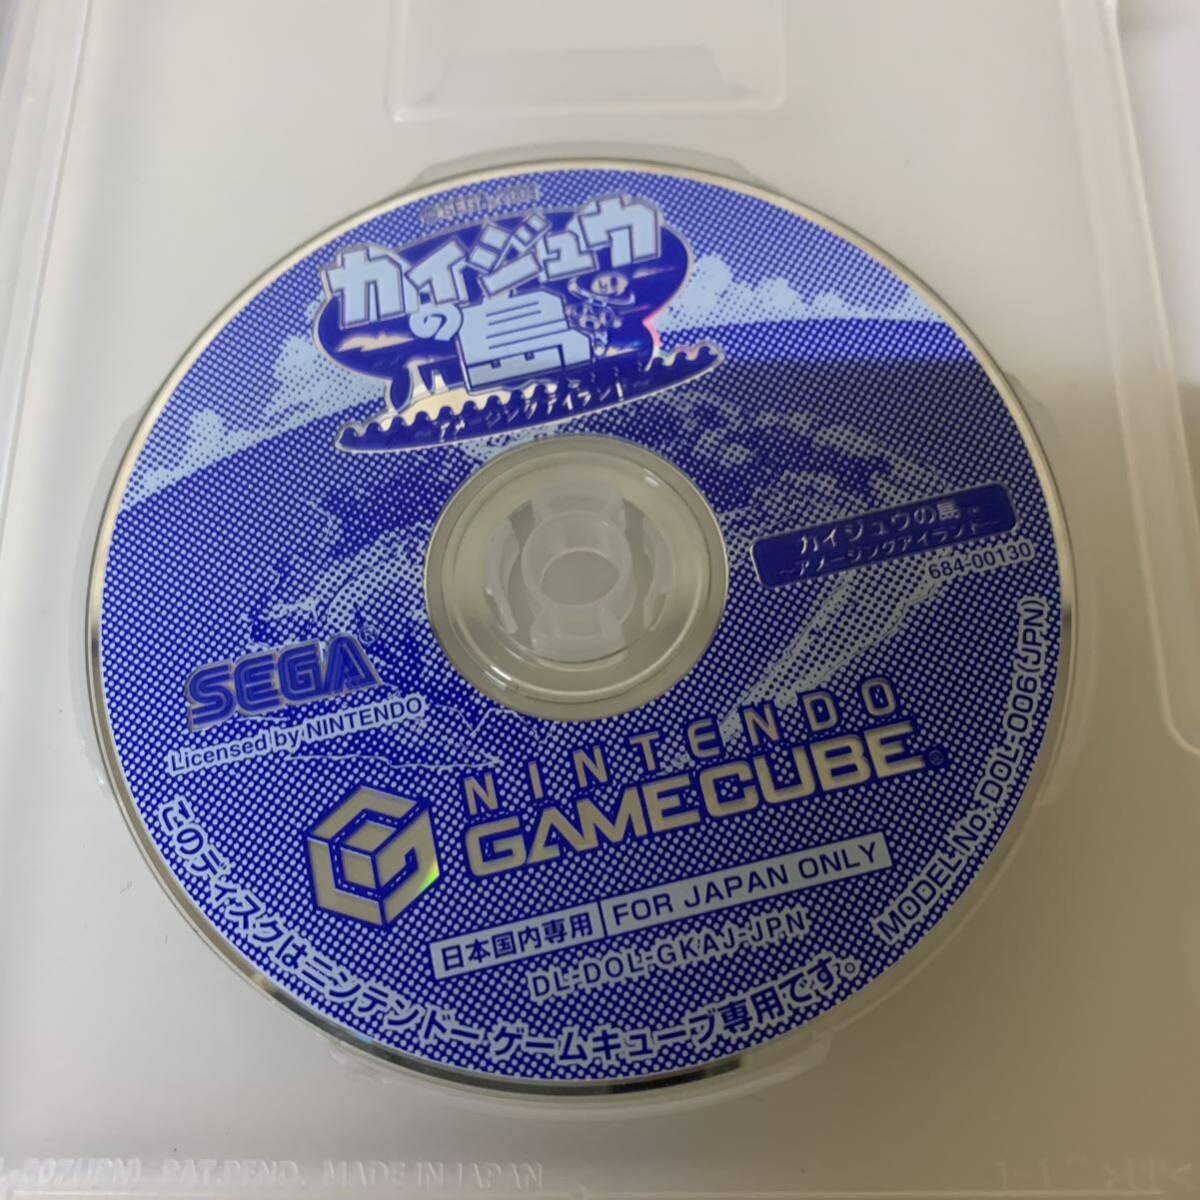 ©SEGA, 2004
カイジュウ
の島
～アメージングアイランド～
カイジュウの島
～アメージングアイランド～
684-00130
SEGA®
Licensed by NINTENDO
NINTENDO
GAMECUBE®
日本国内専用 FOR JAPAN ONLY
DL-DOL-GKAJ-JPN
MODEL No.DOL-006(JPN)
このディスクはニンテンドー ゲームキューブ専用です。
PAT.PEND. MADE IN JAPAN